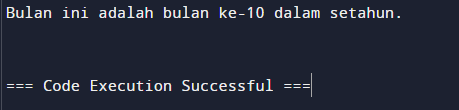 Bulan ini adalah bulan ke-10 dalam setahun.
=== Code Execution Successful ===